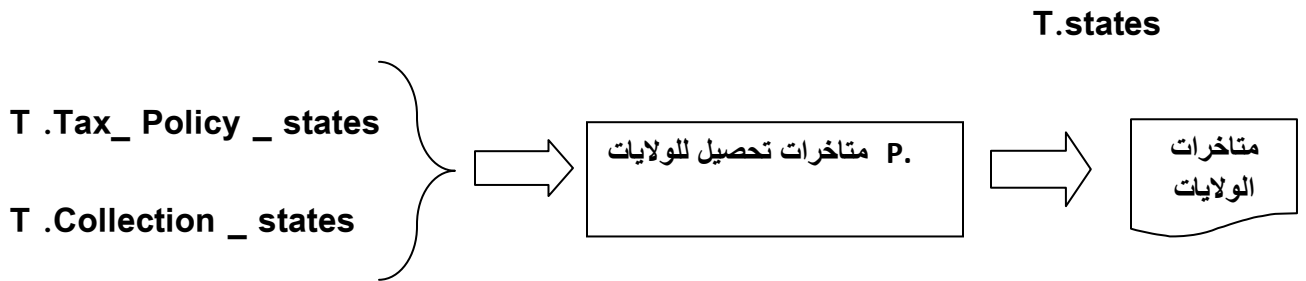 T.states
T .Tax_ Policy _ states
T .Collection _ states
P. متاخرات تحصيل للولايات
متاخرات
الولايات